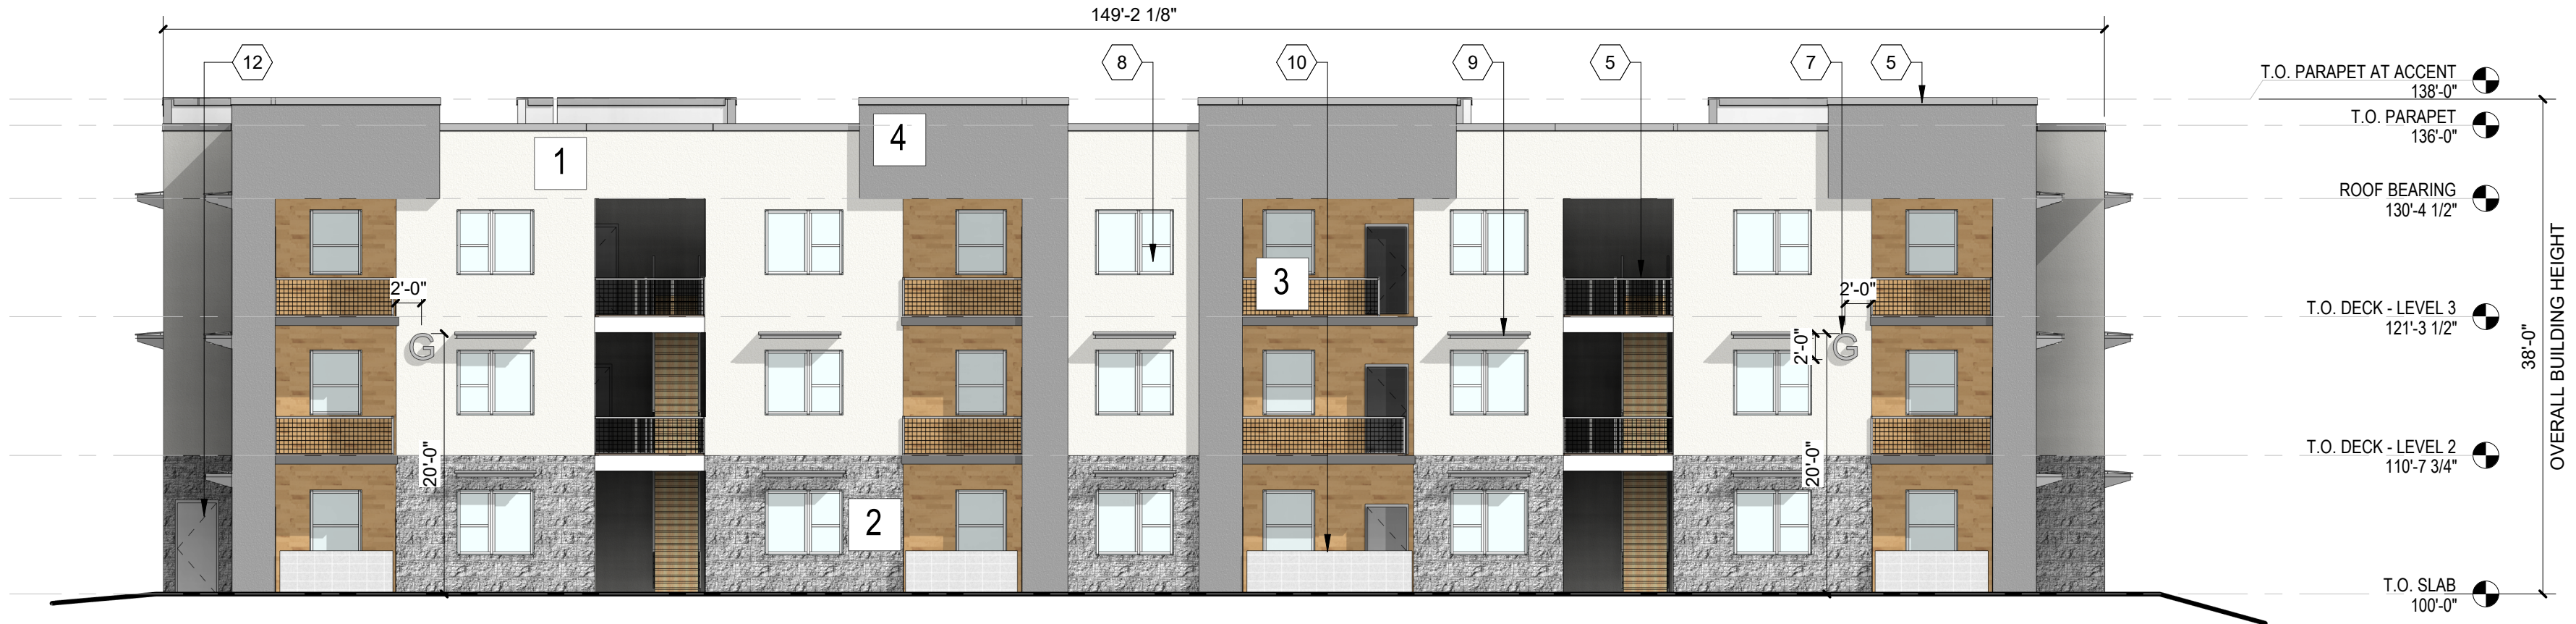 149'-2 1/8"
12
8
10
9
5
7
5
T.O. PARAPET AT ACCENT
138'-0"
T.O. PARAPET
136'-0"
4
1
ROOF BEARING
130'-4 1/2"
3
2'-0"
2'-0"
T.O. DECK - LEVEL 3
121'-3 1/2"
G
2'-0"
G
38'-0"
OVERALL BUILDING HEIGHT
20'-0"
20'-0"
T.O. DECK - LEVEL 2
110'-7 3/4"
2
T.O. SLAB
100'-0"